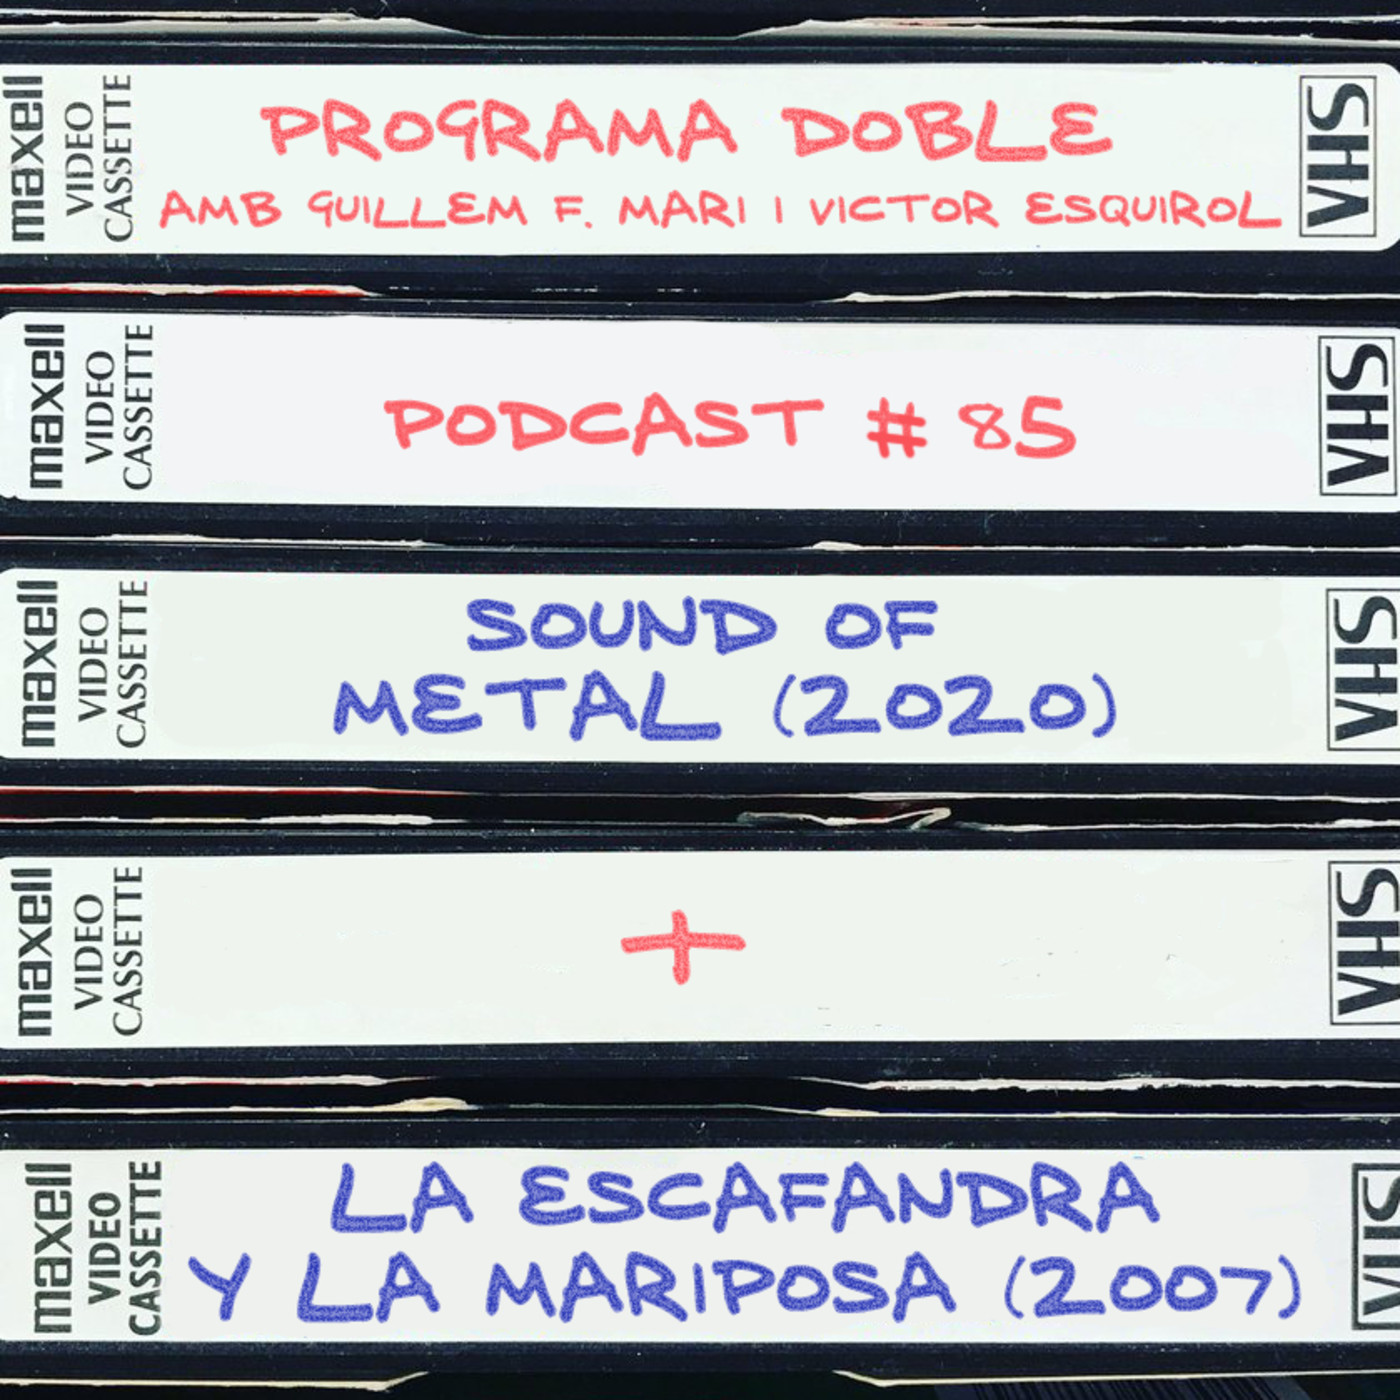 maxell
VIDEO
CASSETTE
PROGRAMA DOBLE
AMB GUILLEM F. MARI I VICTOR ESQUIROL
VHS
maxell
VIDEO
CASSETTE
PODCAST # 85
VHS
maxell
VIDEO
CASSETTE
SOUND OF
METAL (2020)
VHS
maxell
VIDEO
CASSETTE
+
VHS
maxell
VIDEO
CASSETTE
LA ESCAFANDRA
Y LA MARIPOSA (2007)
VHS